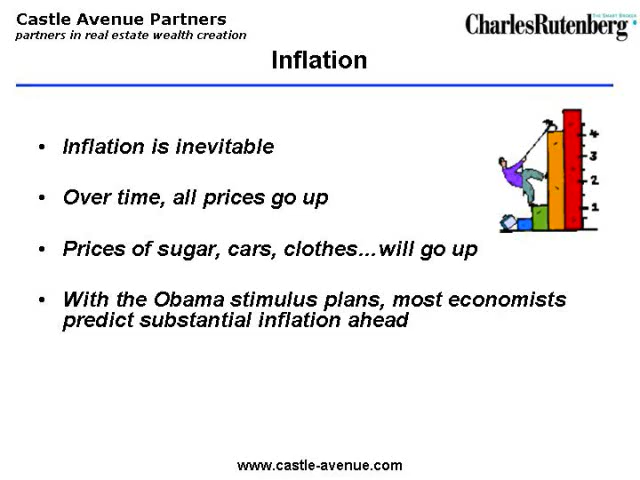 Castle Avenue Partners
partners in real estate wealth creation
CharlesRutenberg
Inflation
• Inflation is inevitable
• Over time, all prices go up
• Prices of sugar, cars, clothes...will go up
• With the Obama stimulus plans, most economists
predict substantial inflation ahead
4
3
2
1
www.castle-avenue.com